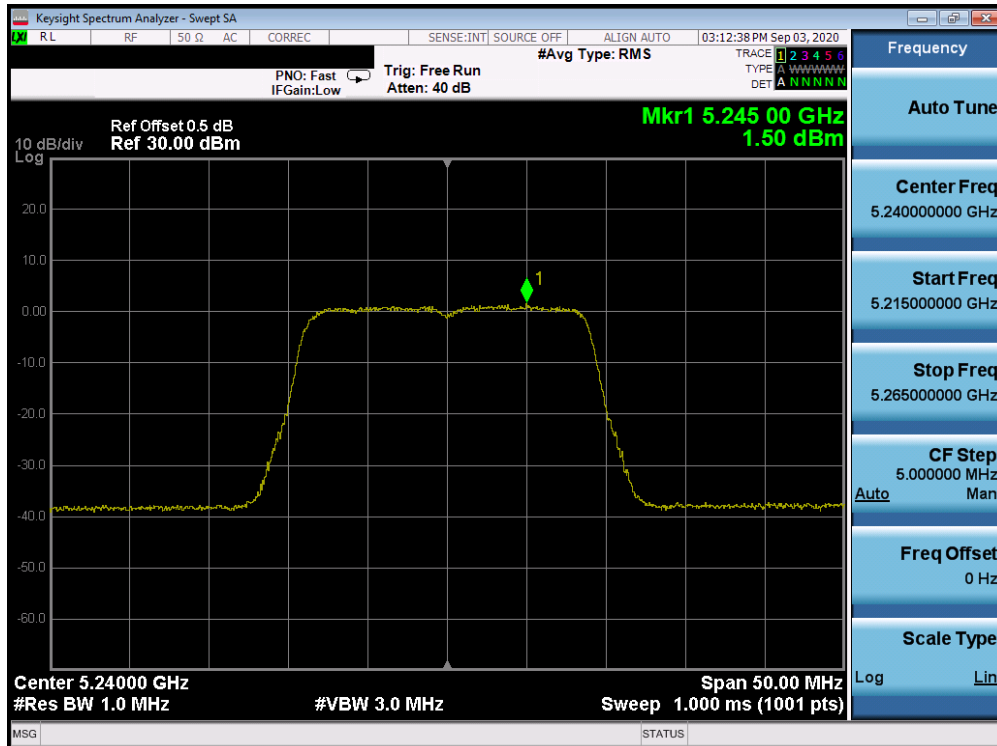 Keysight Spectrum Analyzer - Swept SA
LXI RL RF 50 Ω AC CORREC SENSE:INT SOURCE OFF ALIGN AUTO 03:12:38 PM Sep 03, 2020
#Avg Type: RMS
TRACE 1 2 3 4 5 6
PNO: Fast Trig: Free Run
TYPE A WWWWW
IFGain:Low Atten: 40 dB
DET A N N N N N
Mkr1 5.245 00 GHz
1.50 dBm
Ref Offset 0.5 dB
10 dB/div Ref 30.00 dBm
Log
20.0
10.0
1
0.00
-10.0
-20.0
-30.0
-40.0
-50.0
-60.0
Center 5.24000 GHz Span 50.00 MHz
#Res BW 1.0 MHz #VBW 3.0 MHz Sweep 1.000 ms (1001 pts)
MSG STATUS
Frequency
Auto Tune
Center Freq
5.240000000 GHz
Start Freq
5.215000000 GHz
Stop Freq
5.265000000 GHz
CF Step
5.000000 MHz
Auto Man
Freq Offset
0 Hz
Scale Type
Log Lin